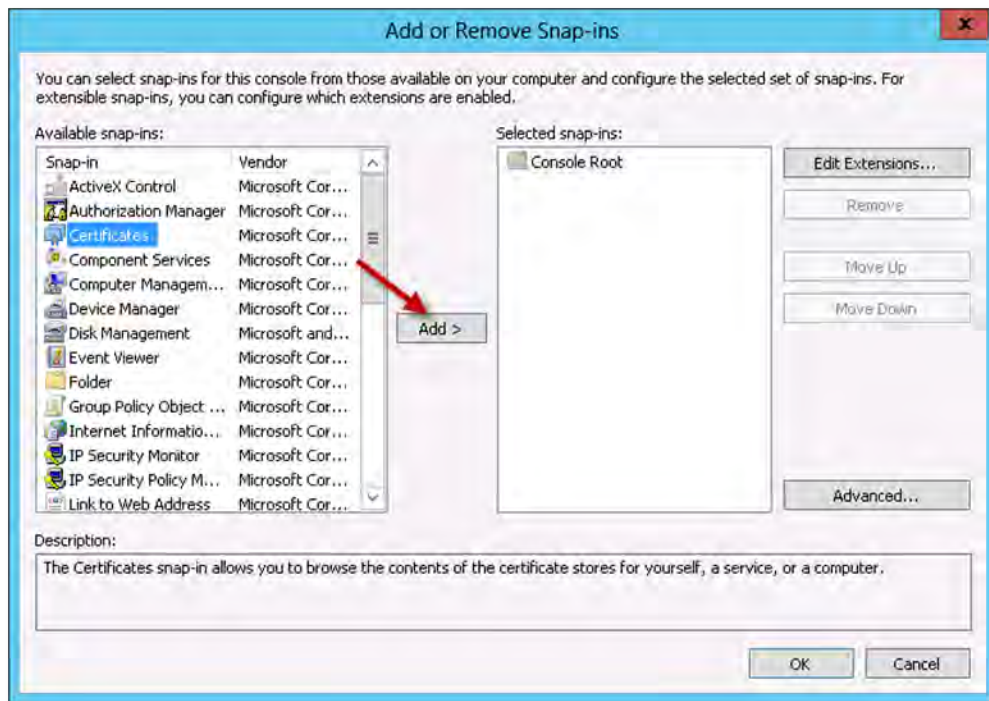 Add or Remove Snap-ins
x
You can select snap-ins for this console from those available on your computer and configure the selected set of snap-ins. For
extensible snap-ins, you can configure which extensions are enabled.
Available snap-ins:
Snap-in Vendor
ActiveX Control Microsoft Cor...
Authorization Manager Microsoft Cor...
Certificates Microsoft Cor...
Component Services Microsoft Cor...
Computer Managem... Microsoft Cor...
Device Manager Microsoft Cor...
Disk Management Microsoft and...
Event Viewer Microsoft Cor...
Folder Microsoft Cor...
Group Policy Object ... Microsoft Cor...
Internet Informatio... Microsoft Cor...
IP Security Monitor Microsoft Cor...
IP Security Policy M... Microsoft Cor...
Link to Web Address Microsoft Cor...
Add >
Selected snap-ins:
Console Root
Edit Extensions...
Remove
Move Up
Move Down
Advanced...
Description:
The Certificates snap-in allows you to browse the contents of the certificate stores for yourself, a service, or a computer.
OK
Cancel